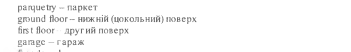 parquetry – паркет
ground floor – нижній (цокольний) поверх
first floor – другий поверх
garage – гараж